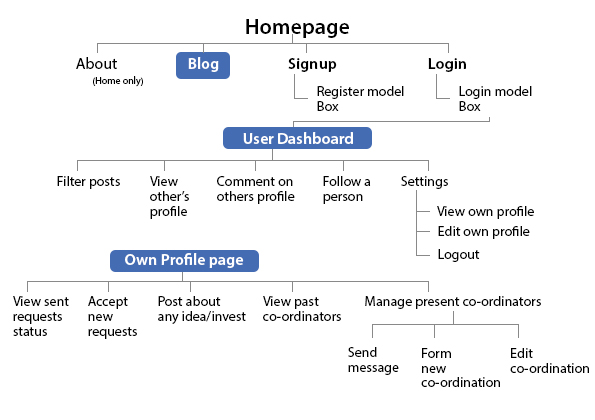 Homepage
About
(Home only)
Blog
Signup
Login
Register model
Box
Login model
Box
User Dashboard
Filter posts
View
other's
profile
Comment on
others profile
Follow a
person
Settings
View own profile
Edit own profile
Logout
Own Profile page
View sent
requests
status
Accept
new
requests
Post about
any idea/invest
View past
co-ordinators
Manage present co-ordinators
Send
message
Form
new
co-ordination
Edit
co-ordination